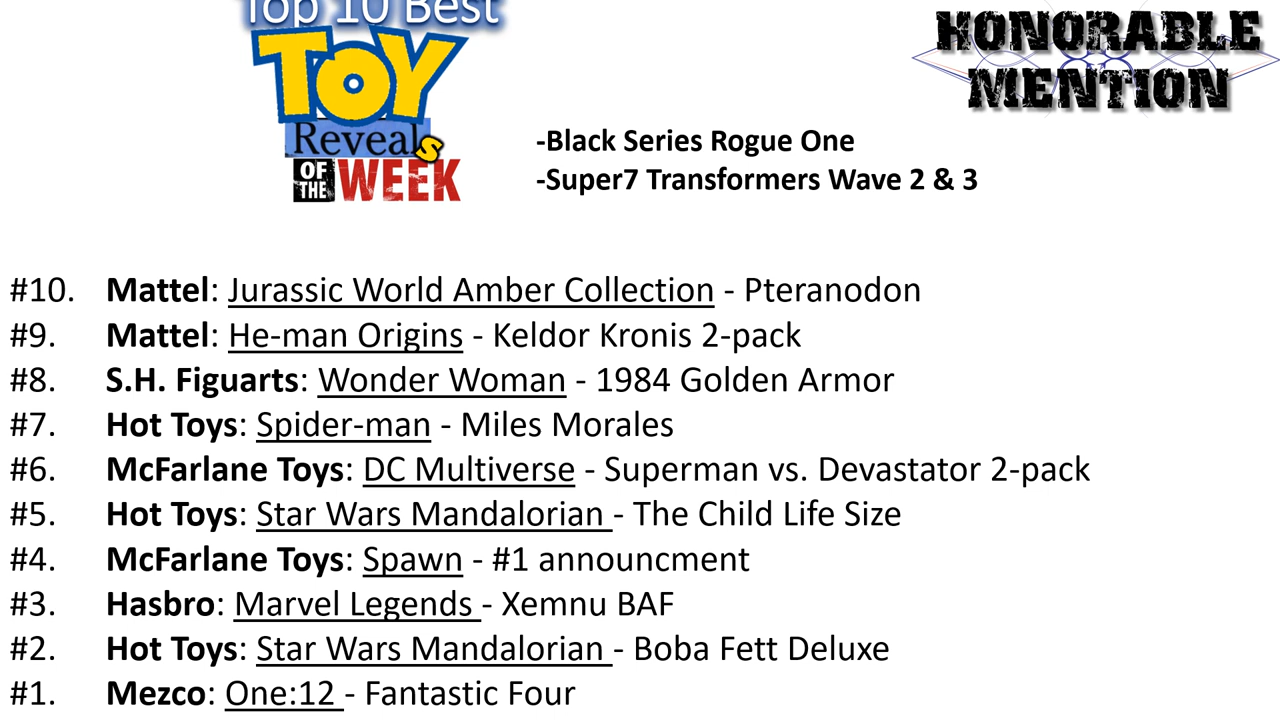 Top 10 Best
TOY
Reveals
OF THE WEEK
HONORABLE
MENTION
-Black Series Rogue One
-Super7 Transformers Wave 2 & 3
#10. Mattel: Jurassic World Amber Collection - Pteranodon
#9. Mattel: He-man Origins - Keldor Kronis 2-pack
#8. S.H. Figuarts: Wonder Woman - 1984 Golden Armor
#7. Hot Toys: Spider-man - Miles Morales
#6. McFarlane Toys: DC Multiverse - Superman vs. Devastator 2-pack
#5. Hot Toys: Star Wars Mandalorian - The Child Life Size
#4. McFarlane Toys: Spawn - #1 announcment
#3. Hasbro: Marvel Legends - Xemnu BAF
#2. Hot Toys: Star Wars Mandalorian - Boba Fett Deluxe
#1. Mezco: One:12 - Fantastic Four